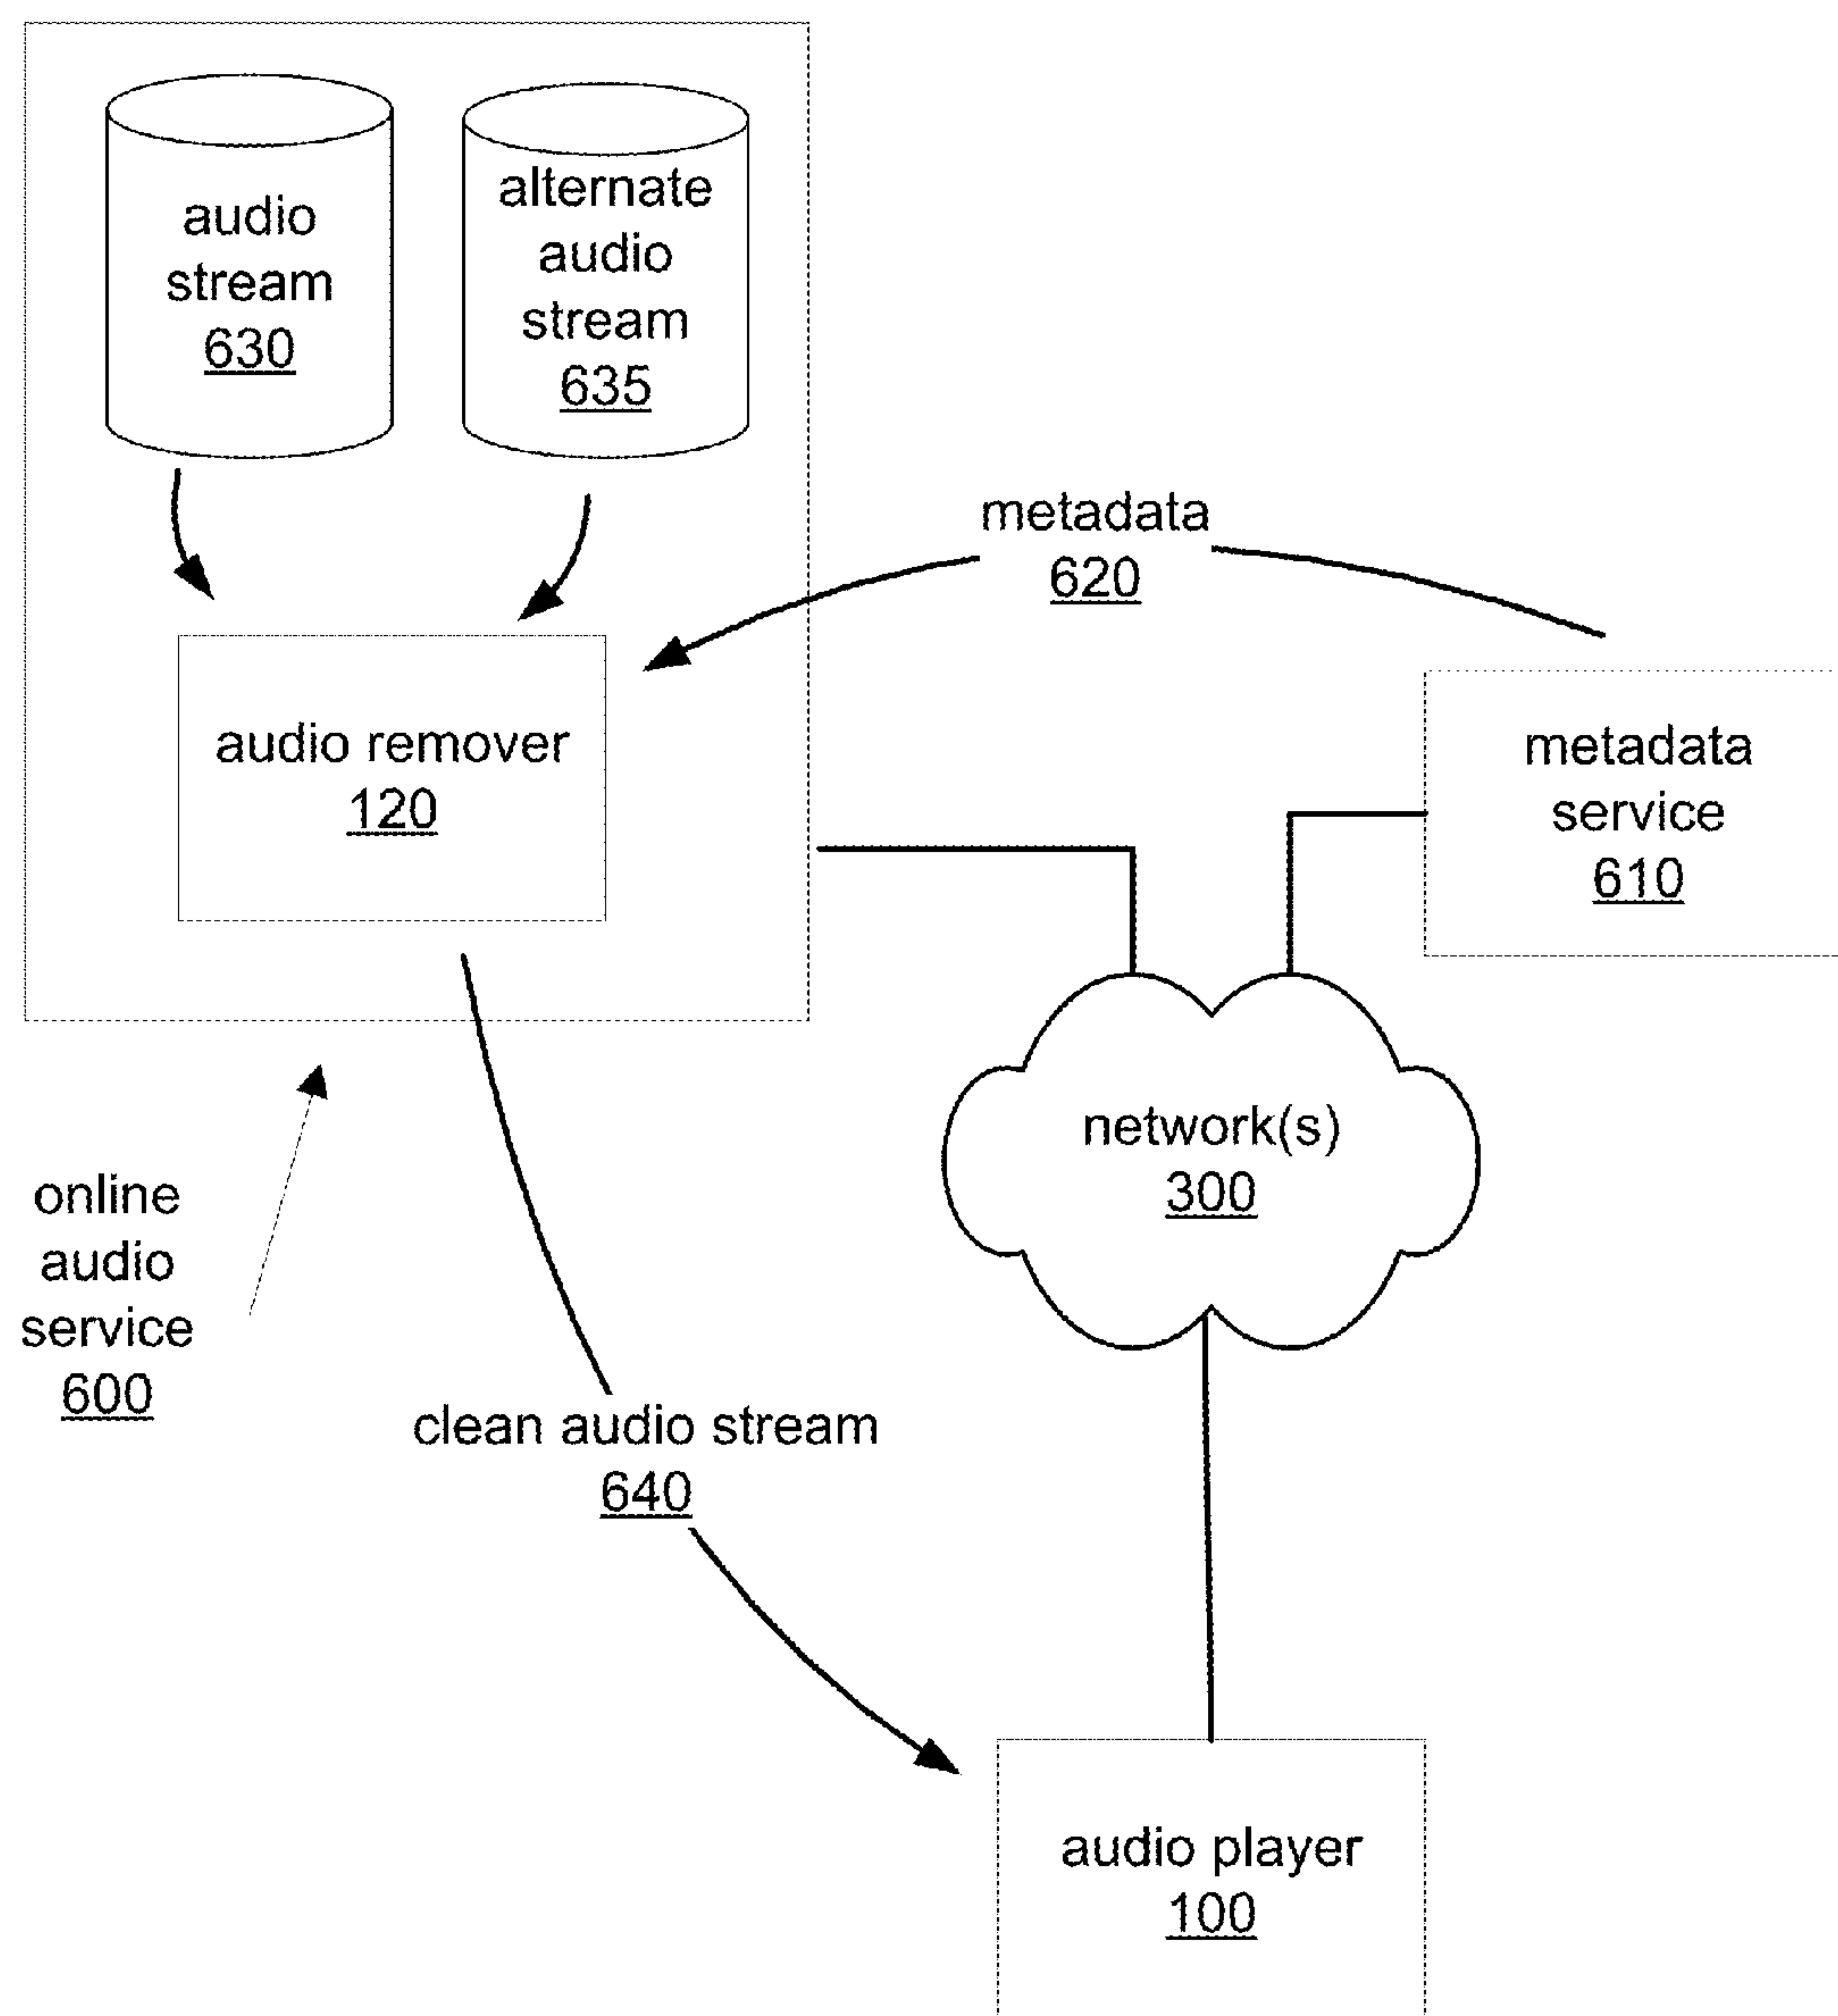 audio
stream
630
alternate
audio
stream
635
metadata
620
audio remover
120
metadata
service
610
network(s)
300
online
audio
service
600
clean audio stream
640
audio player
100